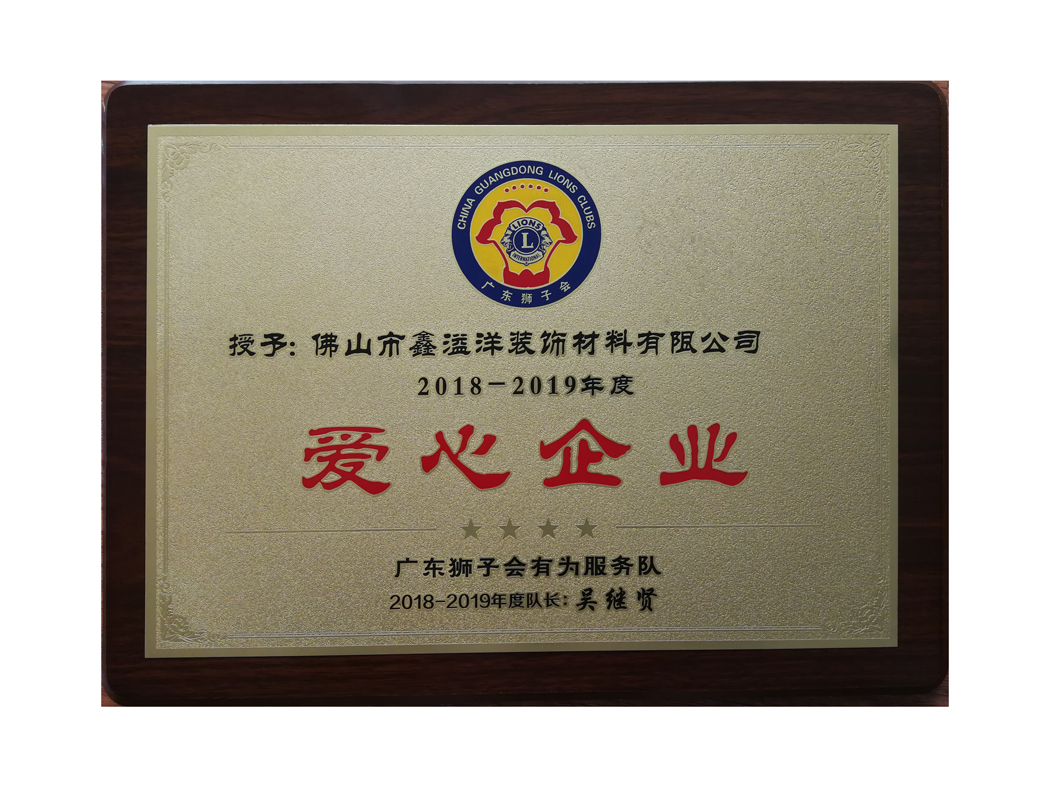 CHINA GUANGDONG LIONS CLUBS
LIONS
L
INTERNATIONAL
广东狮子会
授予：佛山市鑫溢洋装饰材料有限公司
2018－2019年度
爱心企业
广东狮子会有为服务队
2018-2019年度队长：吴继贤